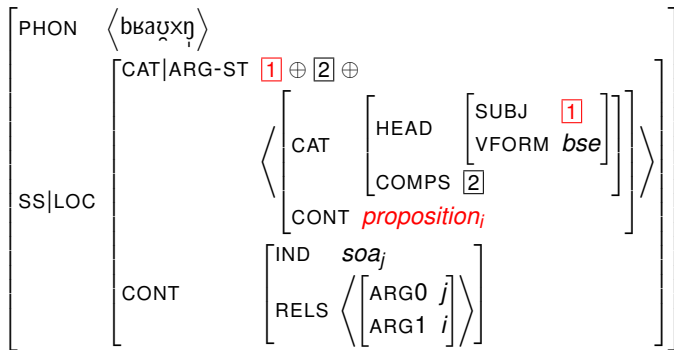 PHON ⟨bʁaʊ̯xŋ̩⟩
CAT|ARG-ST 1 ⊕ 2 ⊕
SUBJ 1
HEAD
VFORM bse
CAT
COMPS 2
SS|LOC
CONT proposition_i
IND soa_j
CONT
ARG0 j
RELS
ARG1 i